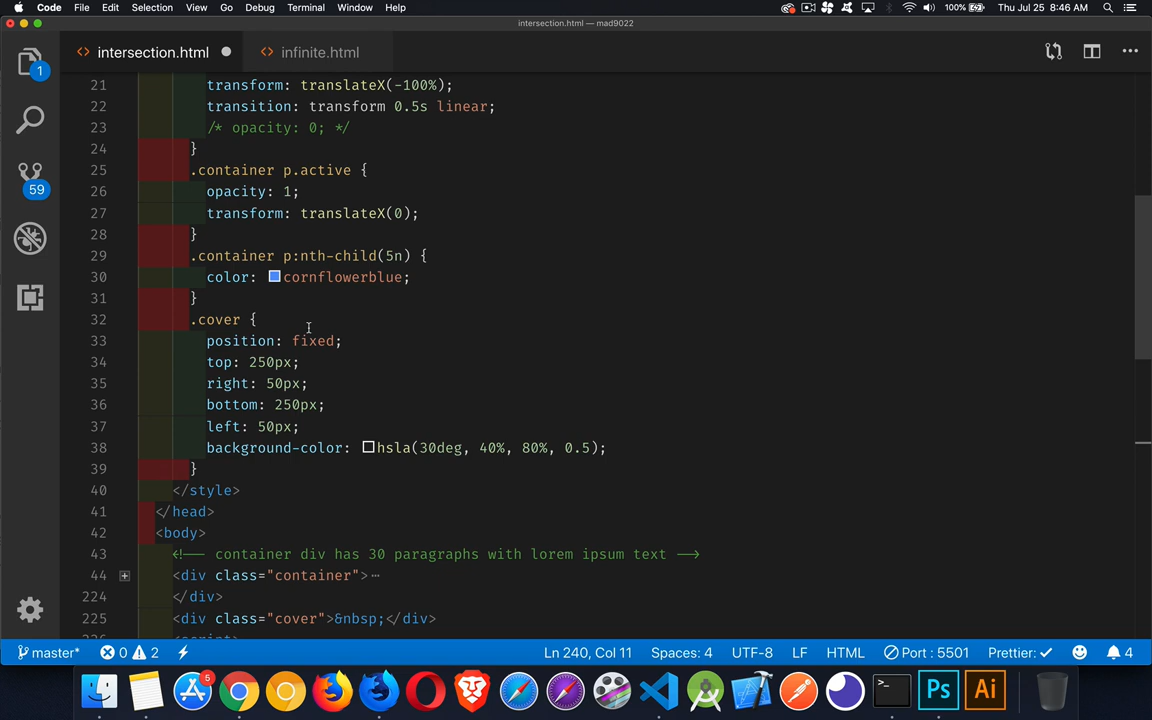 Code File Edit Selection View Go Debug Terminal Window Help 100% Thu Jul 25 8:46 AM
intersection.html — mad9022
<> intersection.html <> infinite.html
21 transform: translateX(-100%);
22 transition: transform 0.5s linear;
23 /* opacity: 0; */
24 }
25 .container p.active {
26 opacity: 1;
27 transform: translateX(0);
28 }
29 .container p:nth-child(5n) {
30 color: cornflowerblue;
31 }
32 .cover {
33 position: fixed;
34 top: 250px;
35 right: 50px;
36 bottom: 250px;
37 left: 50px;
38 background-color: hsla(30deg, 40%, 80%, 0.5);
39 }
40 </style>
41 </head>
42 <body>
43 <!-- container div has 30 paragraphs with lorem ipsum text -->
44 <div class="container">⋯
224 </div>
225 <div class="cover">&nbsp;</div>
226 <script>
1
59
master* 0 2 Ln 240, Col 11 Spaces: 4 UTF-8 LF HTML Port : 5501 Prettier: ✓ 4
5
>_
Ps
Ai